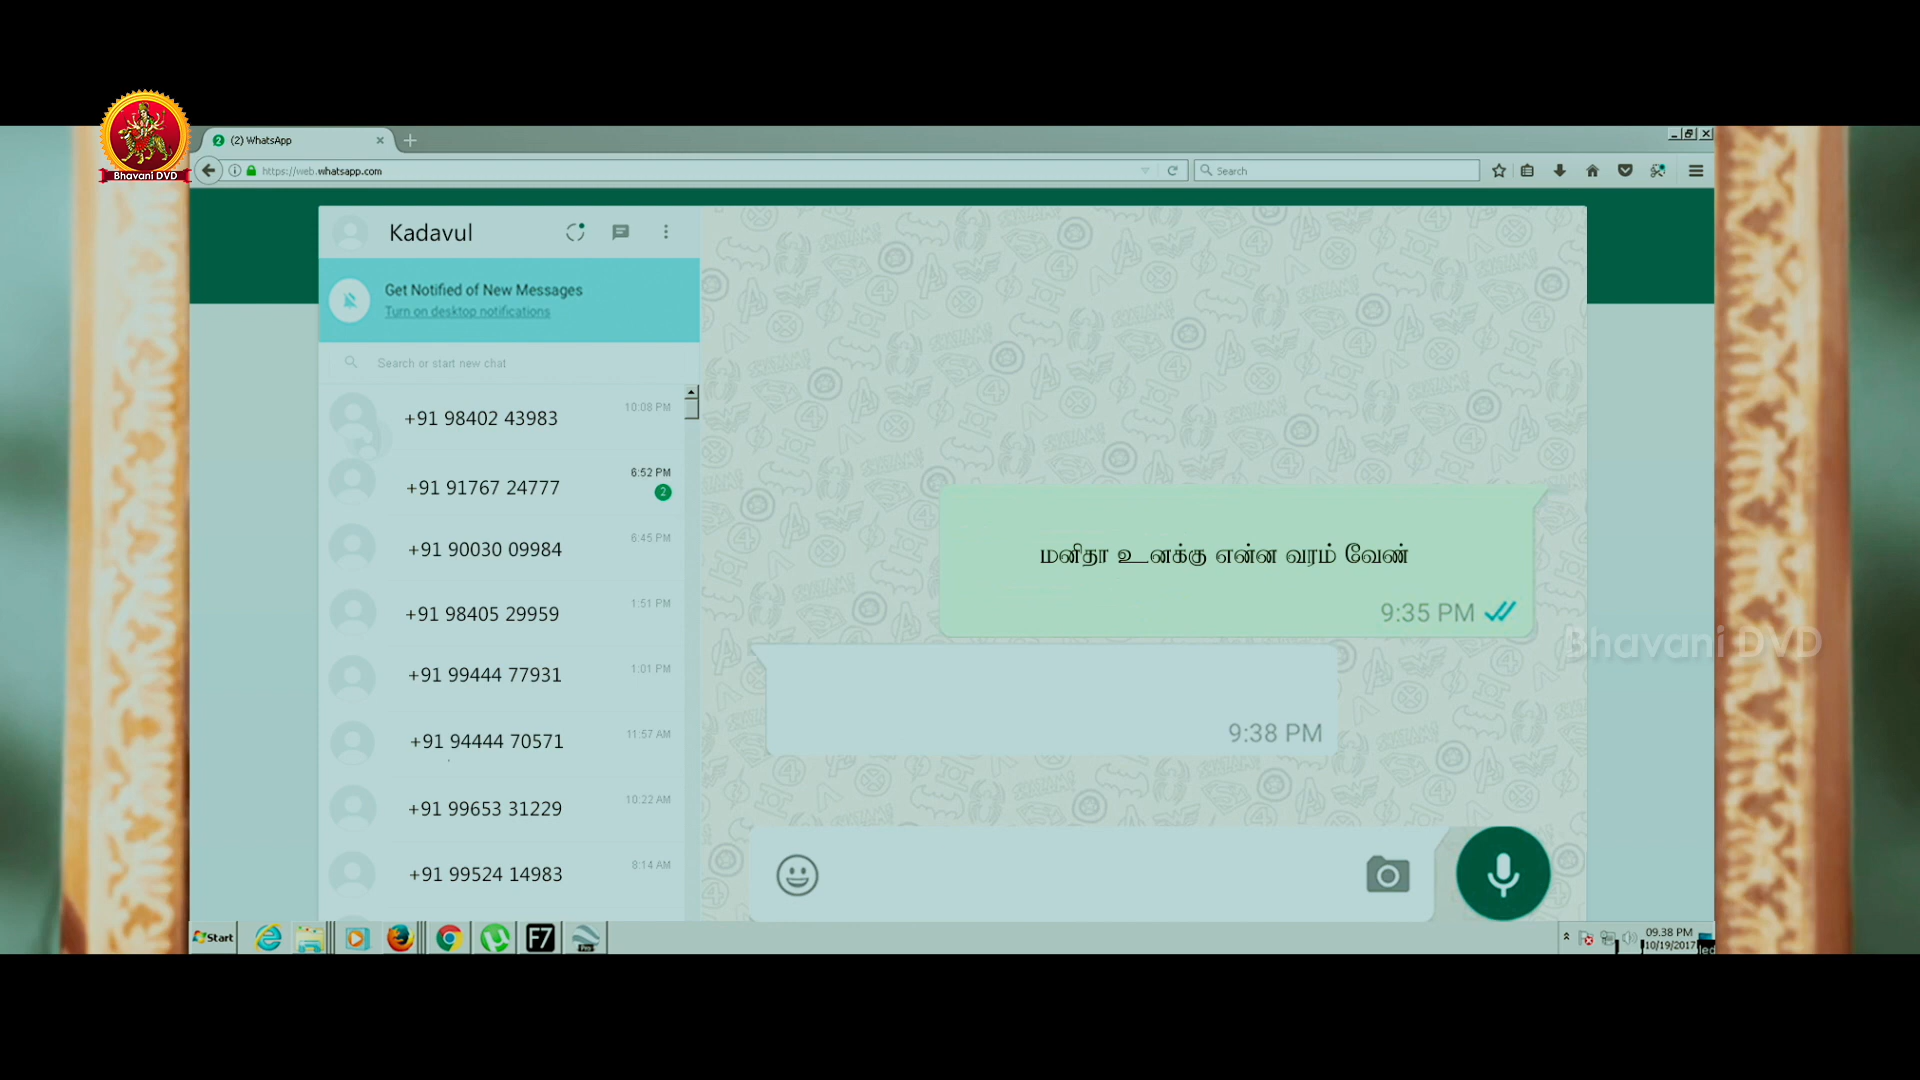 Bhavani DVD
(2) WhatsApp
https://web.whatsapp.com
Search
Kadavul
Get Notified of New Messages
Turn on desktop notifications
Search or start new chat
+91 98402 43983
10:08 PM
+91 91767 24777
6:52 PM
2
+91 90030 09984
6:45 PM
+91 98405 29959
1:51 PM
+91 99444 77931
1:01 PM
+91 94444 70571
11:57 AM
+91 99653 31229
10:22 AM
+91 99524 14983
8:14 AM
மனிதா உனக்கு என்ன வரம் வேண்
9:35 PM
Bhavani DVD
9:38 PM
Start
F7
09.38 PM
10/19/2017